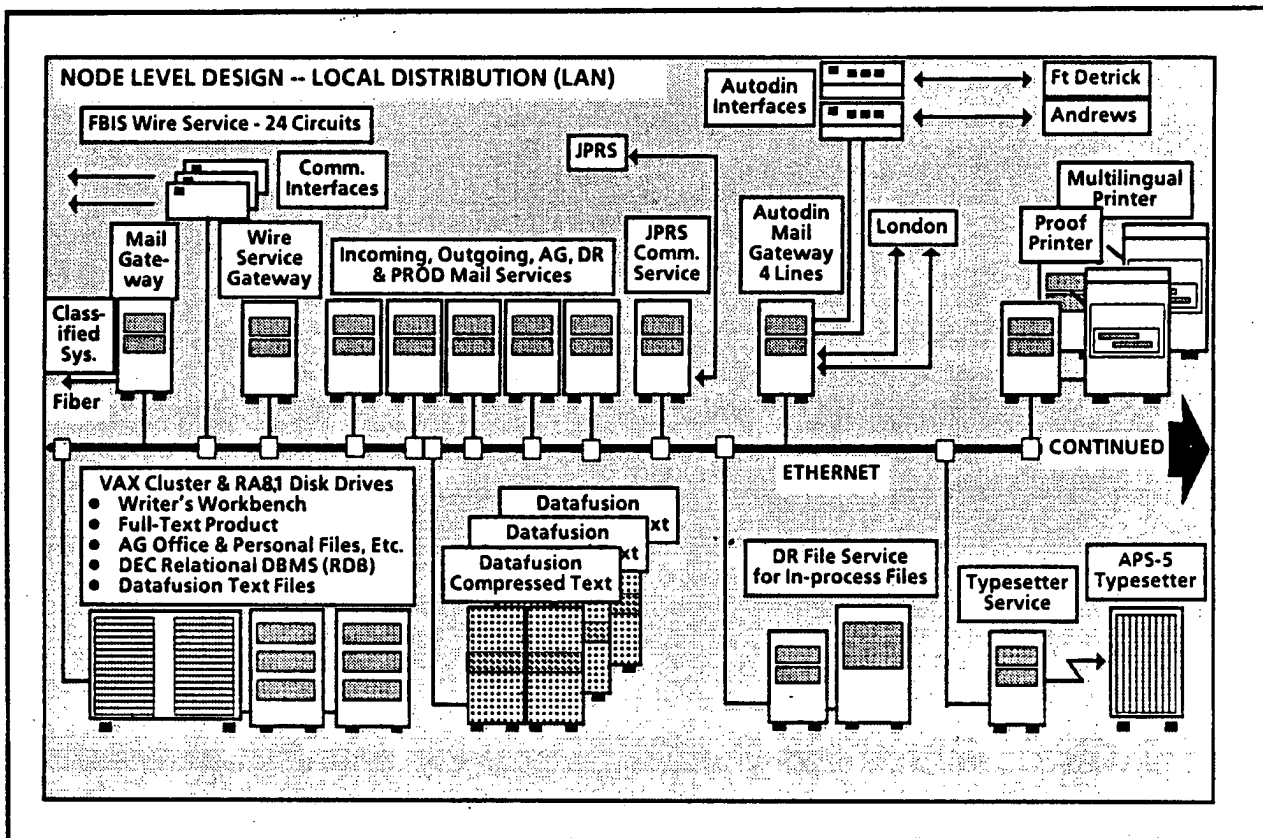 NODE LEVEL DESIGN -- LOCAL DISTRIBUTION (LAN)
FBIS Wire Service - 24 Circuits
Comm.
Interfaces
Autodin
Interfaces
Ft Detrick
Andrews
JPRS
Multilingual
Printer
Proof
Printer
Mail
Gate-
way
Wire
Service
Gateway
Incoming, Outgoing, AG, DR
& PROD Mail Services
JPRS
Comm.
Service
Autodin
Mail
Gateway
4 Lines
London
Class-
ified
Sys.
Fiber
ETHERNET
CONTINUED
VAX Cluster & RA81 Disk Drives
● Writer's Workbench
● Full-Text Product
● AG Office & Personal Files, Etc.
● DEC Relational DBMS (RDB)
● Datafusion Text Files
Datafusion
xt
Datafusion
xt
Datafusion
Compressed Text
DR File Service
for In-process Files
Typesetter
Service
APS-5
Typesetter